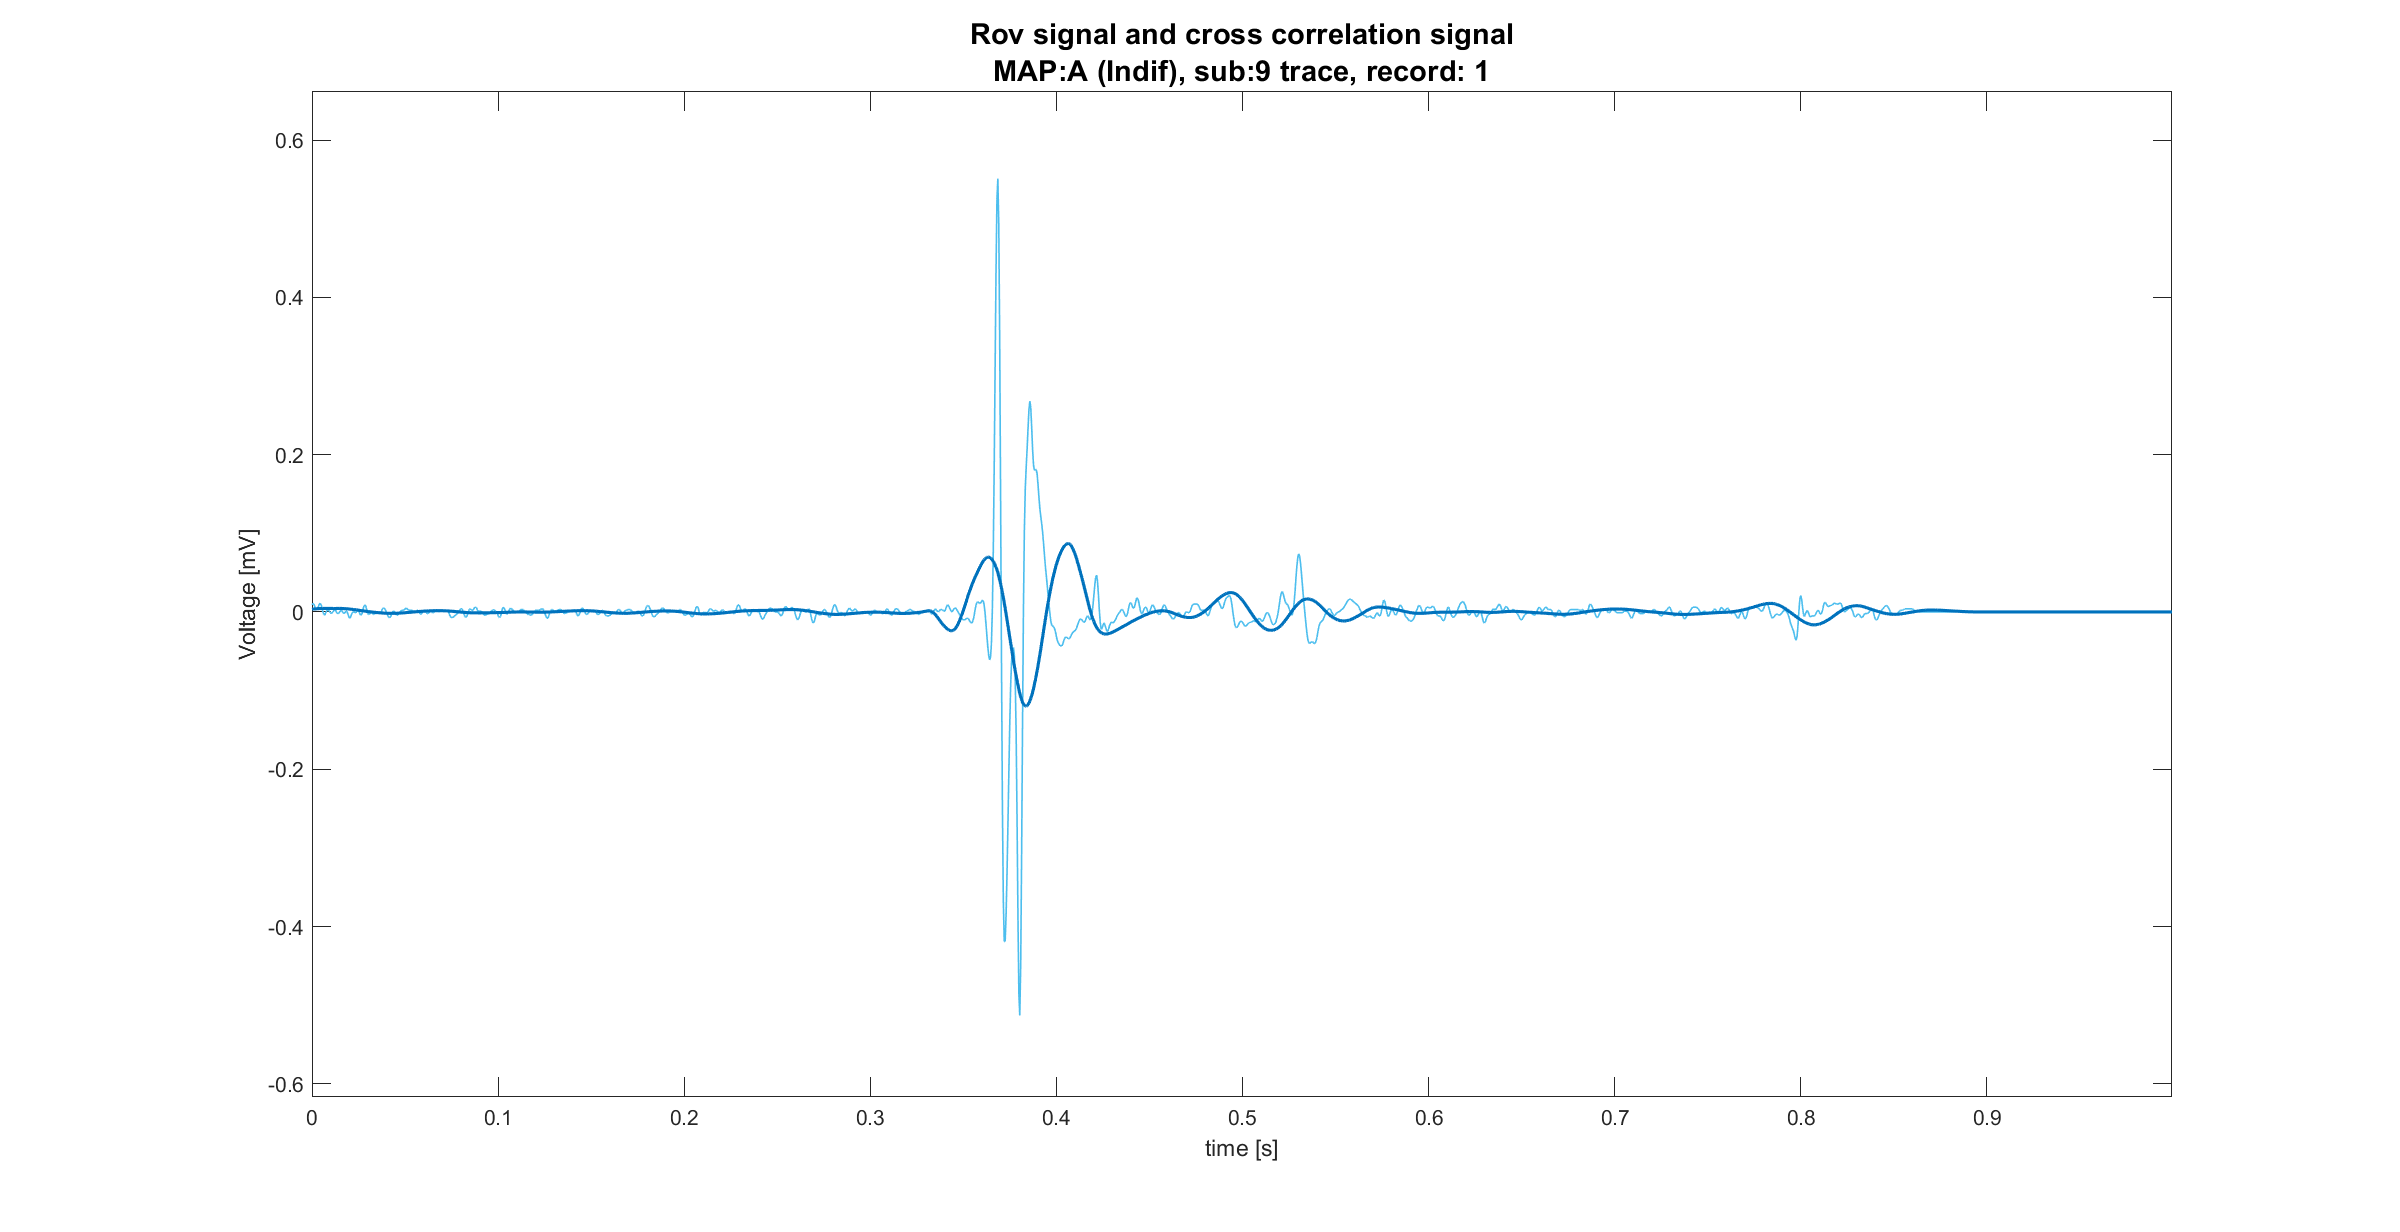 Rov signal and cross correlation signal
MAP:A (Indif), sub:9 trace, record: 1
0.6
0.4
0.2
0
-0.2
-0.4
-0.6
Voltage [mV]
0 0.1 0.2 0.3 0.4 0.5 0.6 0.7 0.8 0.9
time [s]